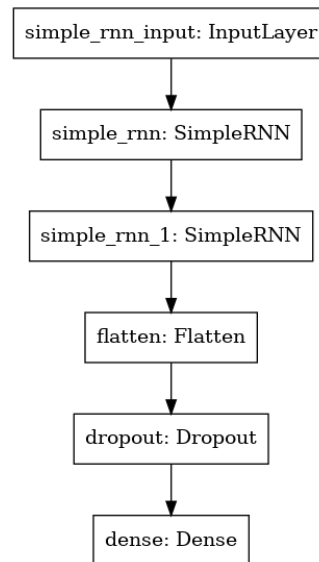 simple_rnn_input: InputLayer
simple_rnn: SimpleRNN
simple_rnn_1: SimpleRNN
flatten: Flatten
dropout: Dropout
dense: Dense